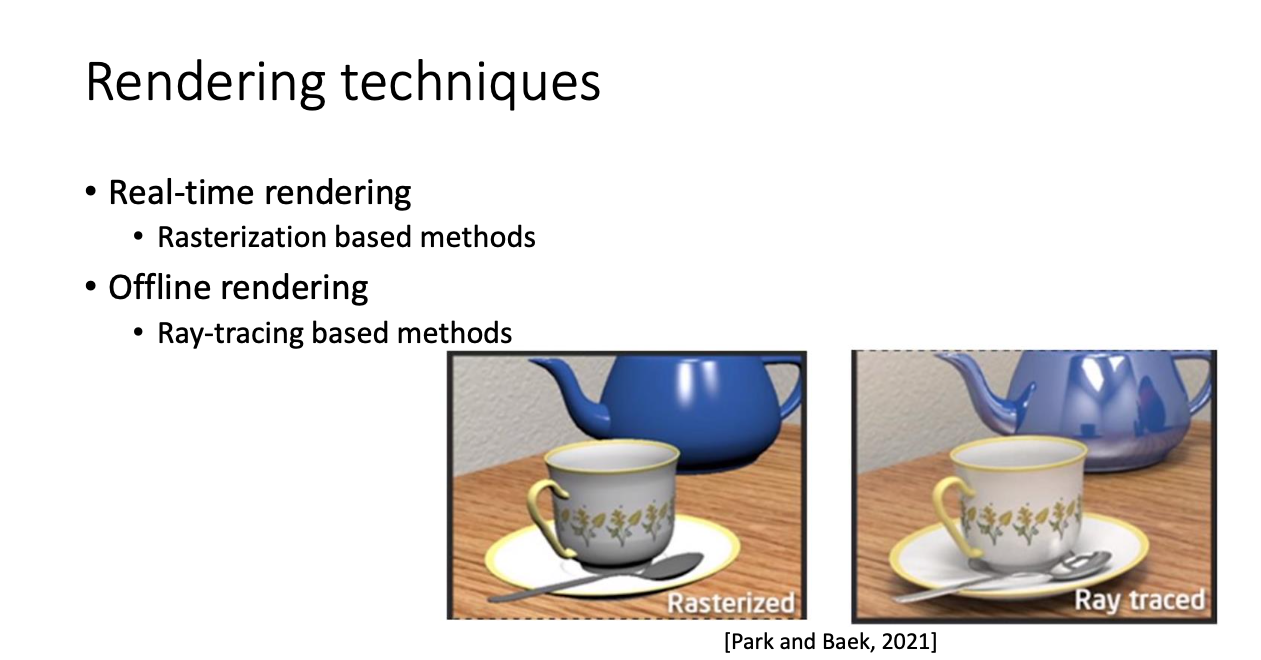 Rendering techniques
• Real-time rendering
• Rasterization based methods
• Offline rendering
• Ray-tracing based methods
Rasterized
Ray traced
[Park and Baek, 2021]